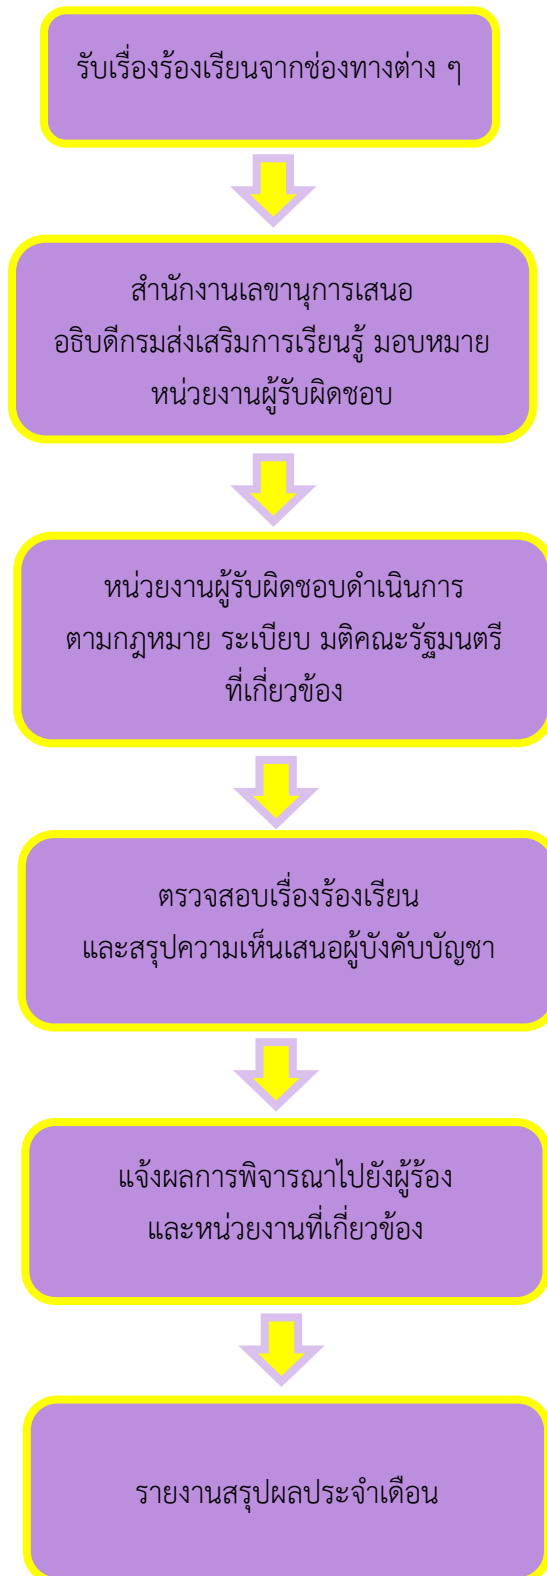 รับเรื่องร้องเรียนจากช่องทางต่าง ๆ
สำนักงานเลขานุการเสนอ
อธิบดีกรมส่งเสริมการเรียนรู้ มอบหมาย
หน่วยงานผู้รับผิดชอบ
หน่วยงานผู้รับผิดชอบดำเนินการ
ตามกฎหมาย ระเบียบ มติคณะรัฐมนตรี
ที่เกี่ยวข้อง
ตรวจสอบเรื่องร้องเรียน
และสรุปความเห็นเสนอผู้บังคับบัญชา
แจ้งผลการพิจารณาไปยังผู้ร้อง
และหน่วยงานที่เกี่ยวข้อง
รายงานสรุปผลประจำเดือน